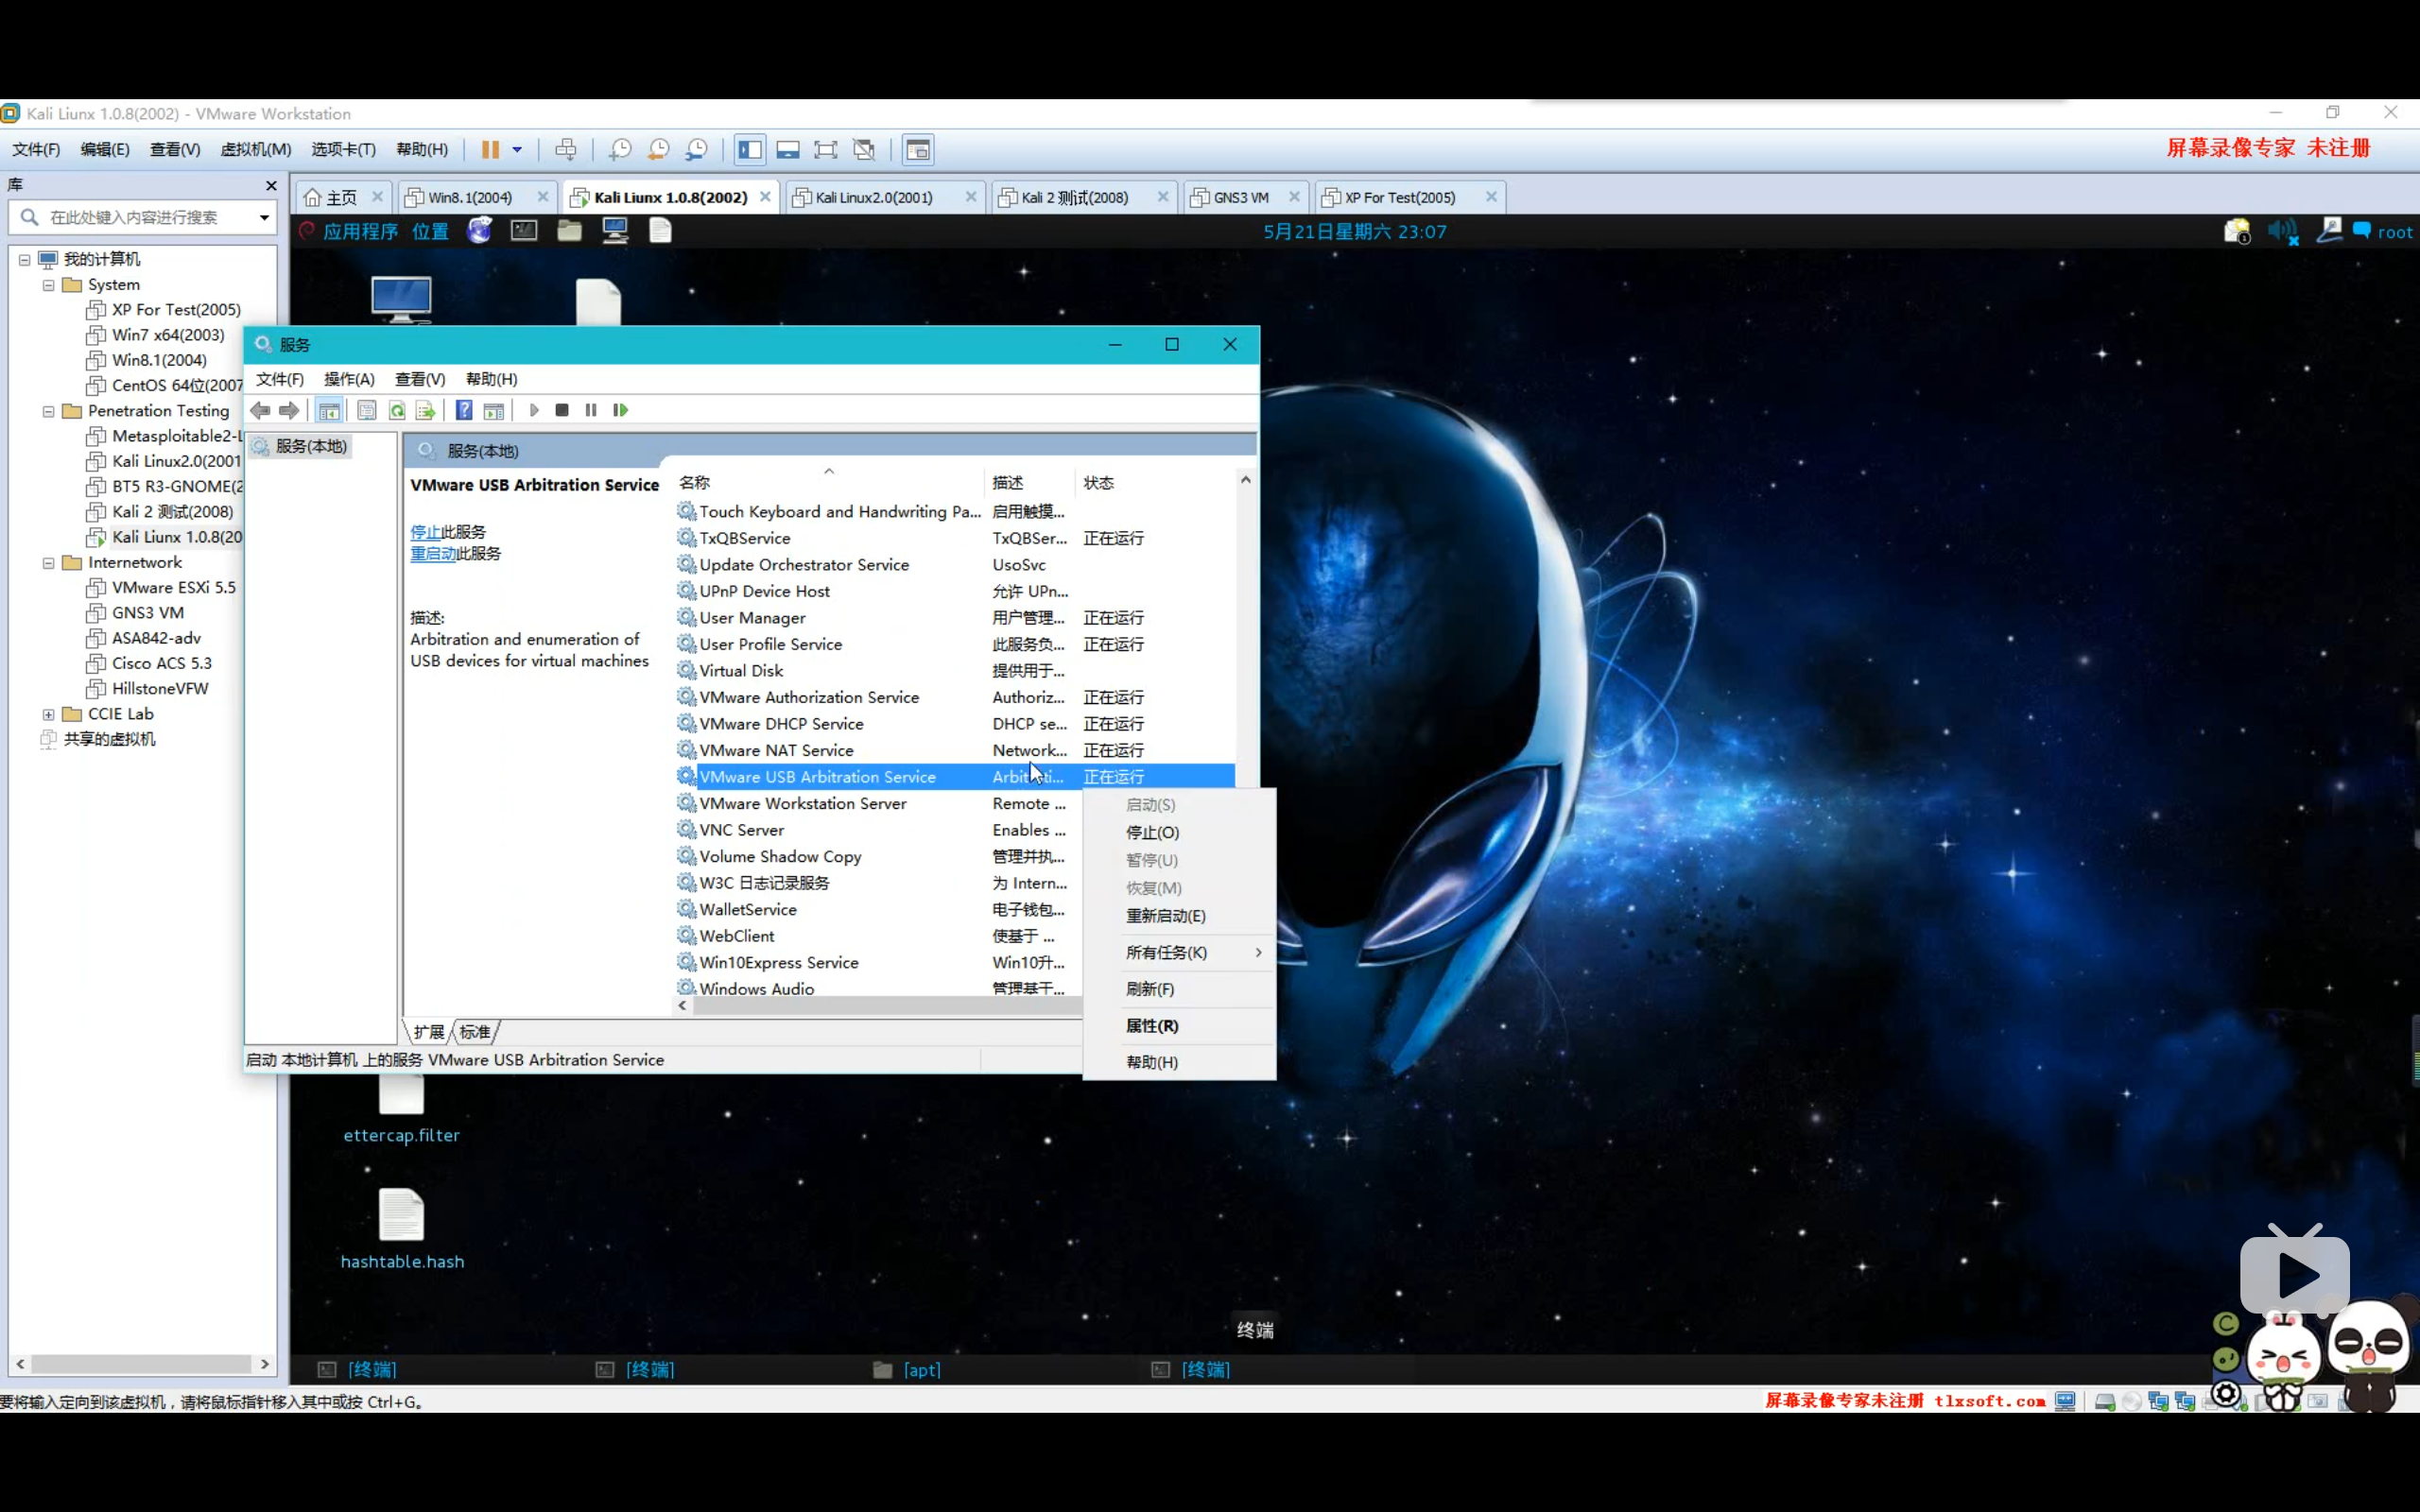 Kali Liunx 1.0.8(2002) - VMware Workstation
文件(F) 编辑(E) 查看(V) 虚拟机(M) 选项卡(T) 帮助(H)
屏幕录像专家 未注册
库
在此处键入内容进行搜索
主页 Win8.1(2004) Kali Liunx 1.0.8(2002) Kali Linux2.0(2001) Kali 2 测试(2008) GNS3 VM XP For Test(2005)
应用程序 位置 5月21日星期六 23:07 root
我的计算机
System
XP For Test(2005)
Win7 x64(2003)
Win8.1(2004)
CentOS 64位(2007
Penetration Testing
Metasploitable2-L
Kali Linux2.0(2001
BT5 R3-GNOME(2
Kali 2 测试(2008)
Kali Liunx 1.0.8(20
Internetwork
VMware ESXi 5.5
GNS3 VM
ASA842-adv
Cisco ACS 5.3
HillstoneVFW
CCIE Lab
共享的虚拟机
服务
文件(F) 操作(A) 查看(V) 帮助(H)
服务(本地)
服务(本地)
VMware USB Arbitration Service
停止此服务
重启动此服务
描述:
Arbitration and enumeration of
USB devices for virtual machines
名称 描述 状态
Touch Keyboard and Handwriting Pa... 启用触摸...
TxQBService TxQBSer... 正在运行
Update Orchestrator Service UsoSvc
UPnP Device Host 允许 UPn...
User Manager 用户管理... 正在运行
User Profile Service 此服务负... 正在运行
Virtual Disk 提供用于...
VMware Authorization Service Authoriz... 正在运行
VMware DHCP Service DHCP se... 正在运行
VMware NAT Service Network... 正在运行
VMware USB Arbitration Service 正在运行
VMware Workstation Server Remote ...
VNC Server Enables ...
Volume Shadow Copy 管理并执...
W3C 日志记录服务 为 Intern...
WalletService 电子钱包...
WebClient 使基于 ...
Win10Express Service Win10升...
Windows Audio 管理基于...
启动(S)
停止(O)
暂停(U)
恢复(M)
重新启动(E)
所有任务(K)
刷新(F)
属性(R)
帮助(H)
扩展 标准
启动 本地计算机 上的服务 VMware USB Arbitration Service
ettercap.filter
hashtable.hash
终端
[终端] [终端] [apt] [终端]
要将输入定向到该虚拟机，请将鼠标指针移入其中或按 Ctrl+G。
屏幕录像专家未注册 tlxsoft.com